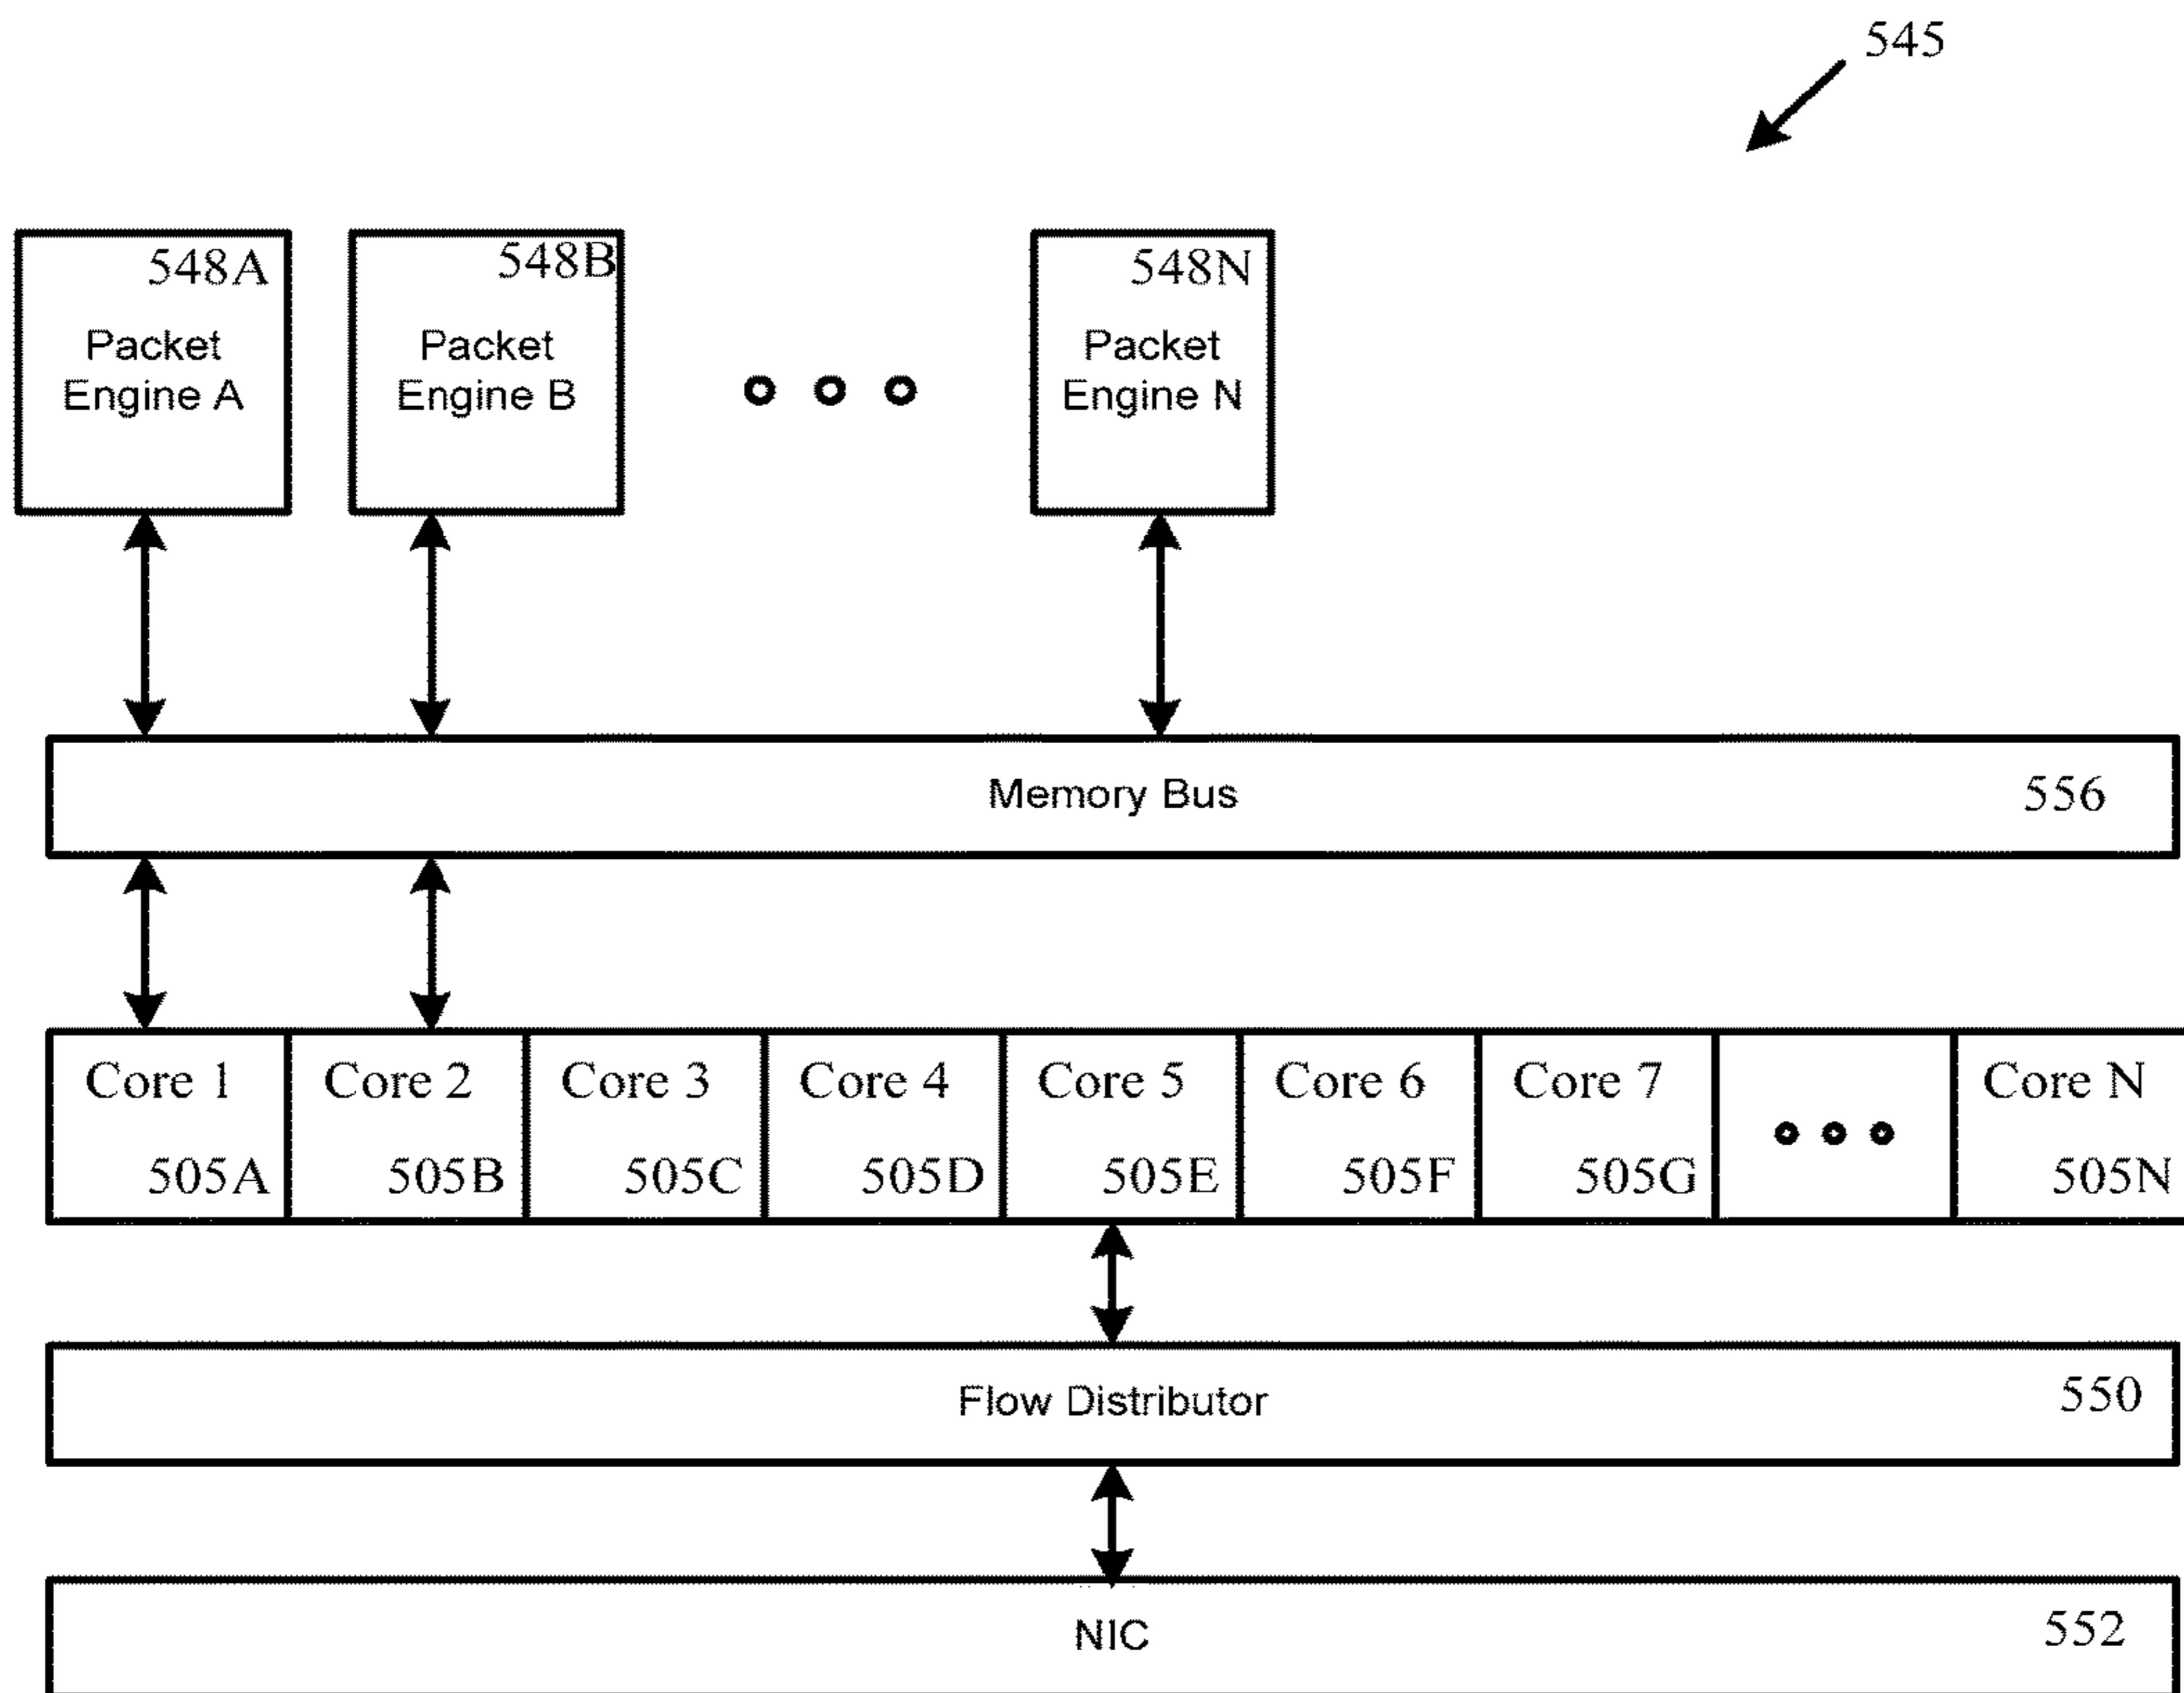 545
548A
Packet
Engine A
548B
Packet
Engine B
548N
Packet
Engine N
Memory Bus 556
Core 1 Core 2 Core 3 Core 4 Core 5 Core 6 Core 7 Core N
505A 505B 505C 505D 505E 505F 505G 505N
Flow Distributor 550
NIC 552